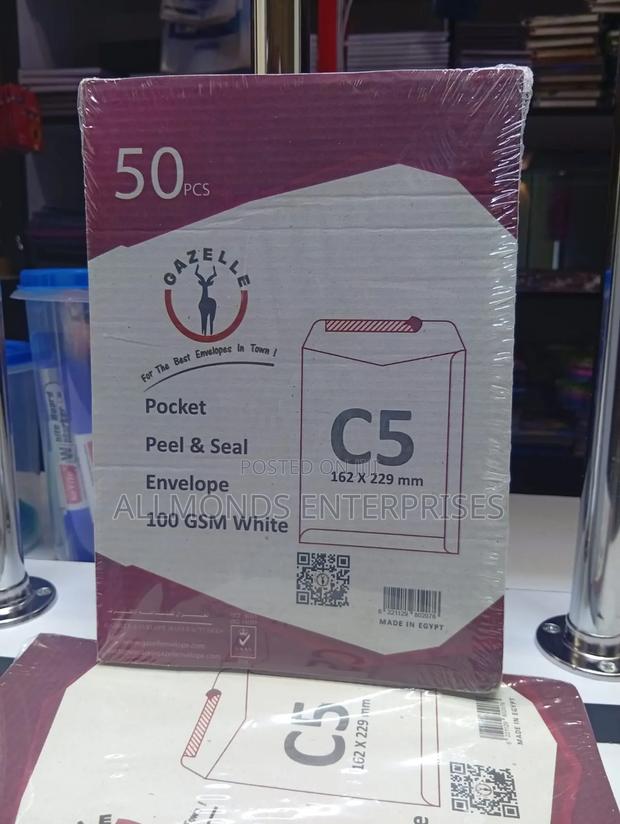 50PCS
GAZELLE
For The Best Envelopes In Town !
Pocket
Peel & Seal
Envelope
100 GSM White
C5
162 X 229 mm
POSTED ON
ALLMONDS ENTERPRISES
MADE IN EGYPT
C5
162 X 229 mm
MADE IN EGYPT